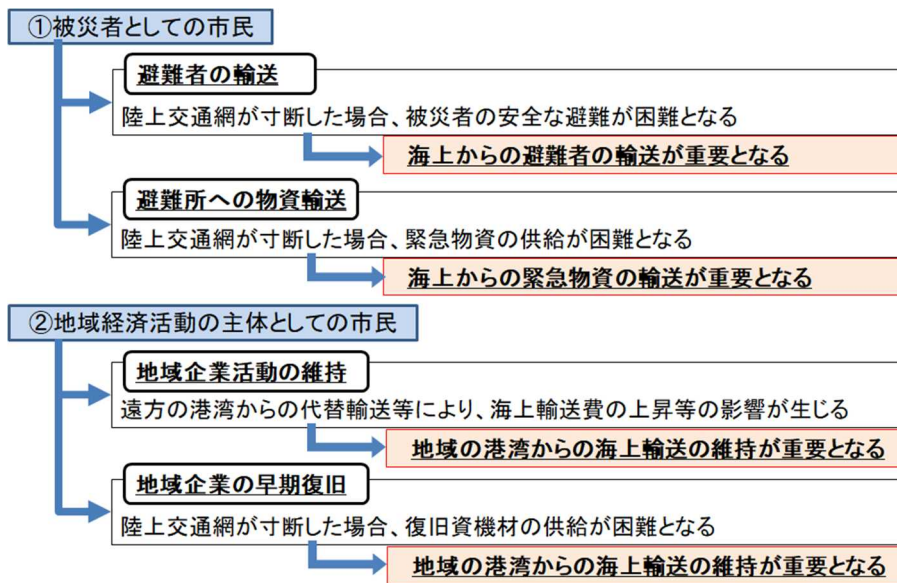 ①被災者としての市民
避難者の輸送
陸上交通網が寸断した場合、被災者の安全な避難が困難となる
海上からの避難者の輸送が重要となる
避難所への物資輸送
陸上交通網が寸断した場合、緊急物資の供給が困難となる
海上からの緊急物資の輸送が重要となる
②地域経済活動の主体としての市民
地域企業活動の維持
遠方の港湾からの代替輸送等により、海上輸送費の上昇等の影響が生じる
地域の港湾からの海上輸送の維持が重要となる
地域企業の早期復旧
陸上交通網が寸断した場合、復旧資機材の供給が困難となる
地域の港湾からの海上輸送の維持が重要となる